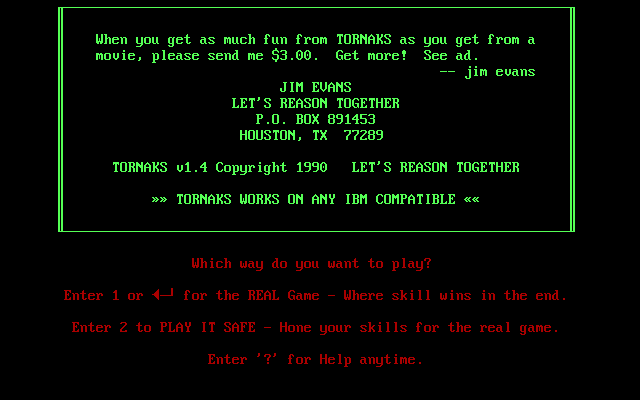 When you get as much fun from TORNAKS as you get from a
movie, please send me $3.00.  Get more!  See ad.
-- jim evans
JIM EVANS
LET'S REASON TOGETHER
P.O. BOX 891453
HOUSTON, TX  77289
TORNAKS v1.4 Copyright 1990   LET'S REASON TOGETHER
»» TORNAKS WORKS ON ANY IBM COMPATIBLE ««
Which way do you want to play?
Enter 1 or ◄─┘ for the REAL Game - Where skill wins in the end.
Enter 2 to PLAY IT SAFE - Hone your skills for the real game.
Enter '?' for Help anytime.